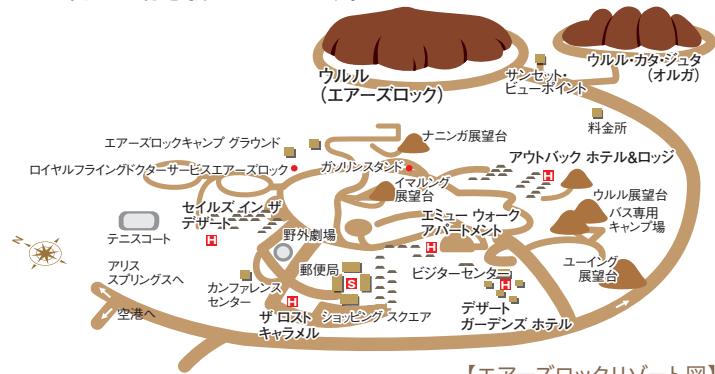 ウルル
(エアーズロック)
サンセット・
ビューポイント
ウルル・カタ・ジュタ
(オルガ)
料金所
エアーズロックキャンプ グラウンド
ナニンガ展望台
ロイヤルフライングドクターサービスエアーズロック
ガソリンスタンド
アウトバック ホテル&ロッジ
H
イマルング
展望台
セイルズ イン ザ
デザート
H
エミュー ウォーク
アパートメント
H
ウルル展望台
バス専用
キャンプ場
テニスコート
野外劇場
N
アリス
スプリングスへ
郵便局
S
ビジターセンター
ユーイング
展望台
カンファレンス
センター
H
H
空港へ
ザ ロスト
キャラメル
ショッピング スクエア
デザート
ガーデンズ ホテル
【エアーズロックリゾート図】